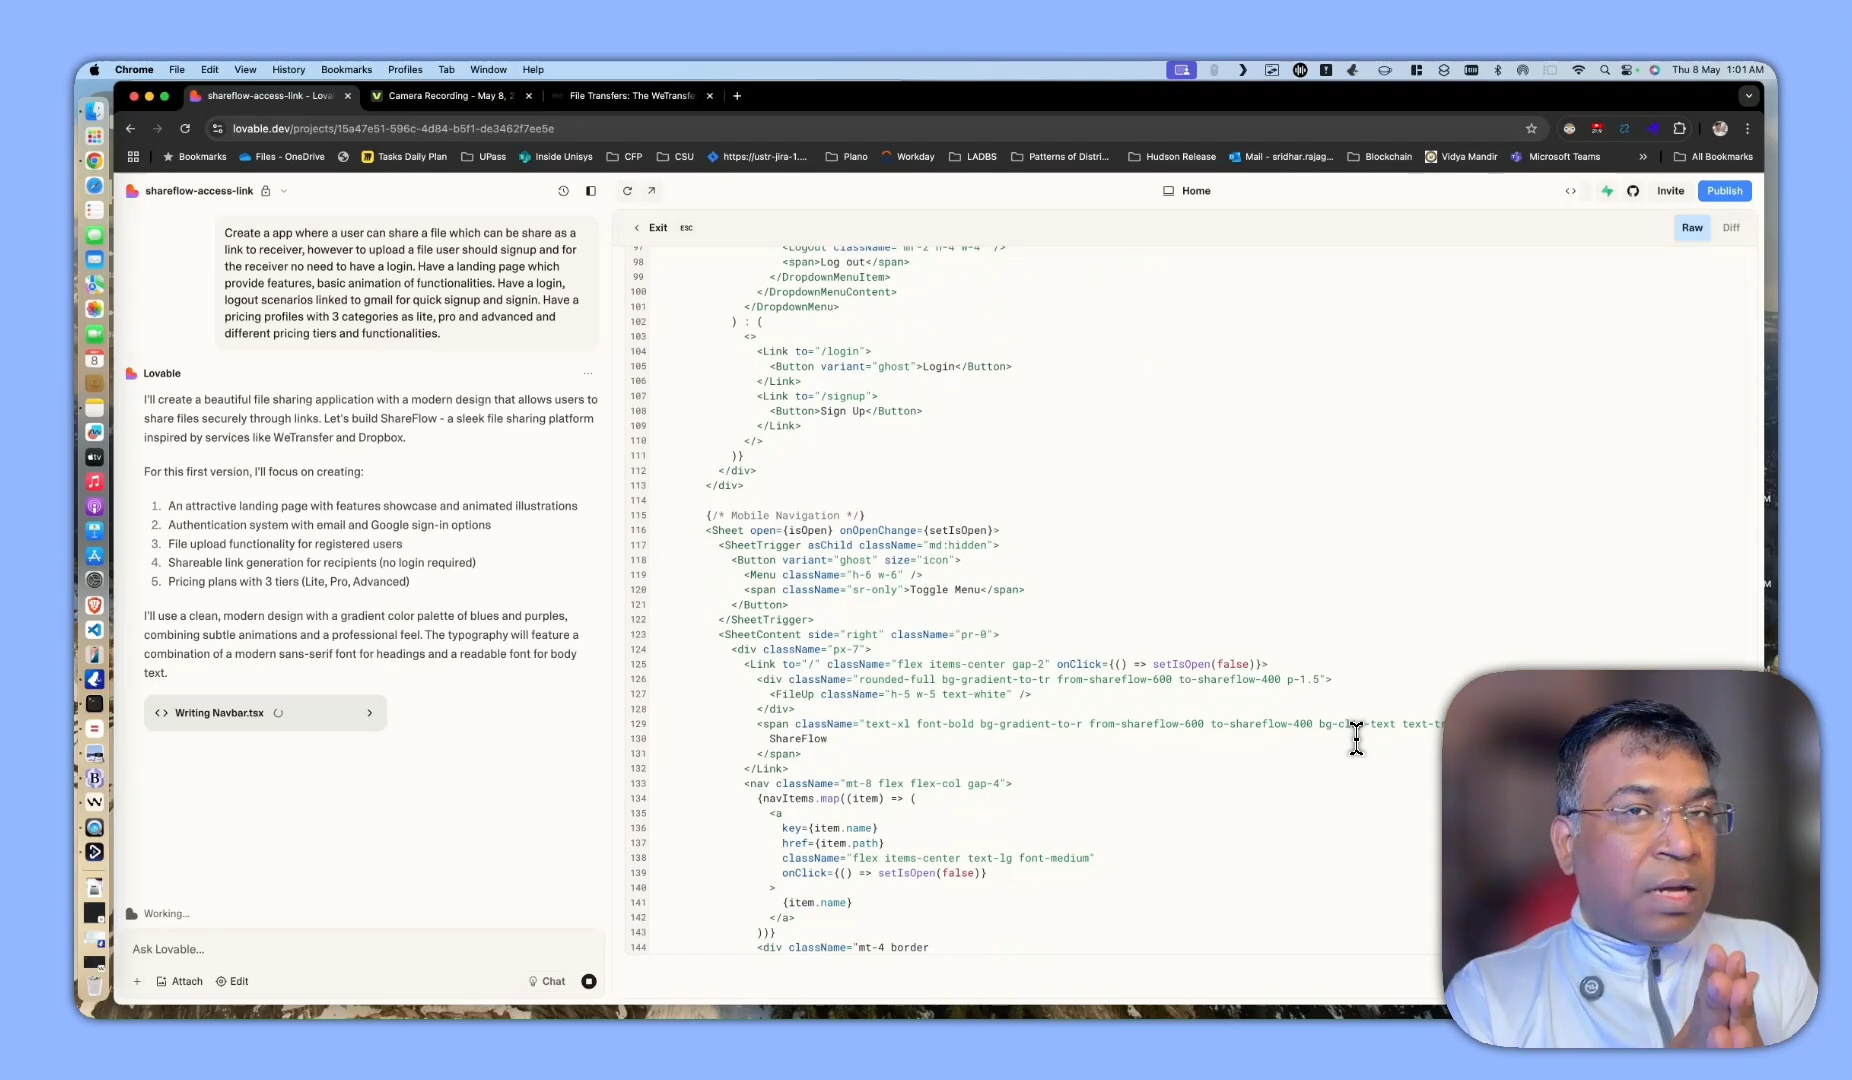 Chrome File Edit View History Bookmarks Profiles Tab Window Help Thu 8 May 1:01 AM
shareflow-access-link - Lova Camera Recording - May 8, 2 File Transfers: The WeTransfe
lovable.dev/projects/15a47e51-596c-4d84-b5f1-de3462f7ee5e
Bookmarks Files - OneDrive Tasks Daily Plan UPass Inside Unisys CFP CSU https://ustr-jira-1.... Plano Workday LADBS Patterns of Distri... Hudson Release Mail - sridhar.rajag... Blockchain Vidya Mandir Microsoft Teams » All Bookmarks
shareflow-access-link Home Invite Publish
Create a app where a user can share a file which can be share as a
link to receiver, however to upload a file user should signup and for
the receiver no need to have a login. Have a landing page which
provide features, basic animation of functionalities. Have a login,
logout scenarios linked to gmail for quick signup and signin. Have a
pricing profiles with 3 categories as lite, pro and advanced and
different pricing tiers and functionalities.
Lovable
I'll create a beautiful file sharing application with a modern design that allows users to
share files securely through links. Let's build ShareFlow - a sleek file sharing platform
inspired by services like WeTransfer and Dropbox.
For this first version, I'll focus on creating:
1. An attractive landing page with features showcase and animated illustrations
2. Authentication system with email and Google sign-in options
3. File upload functionality for registered users
4. Shareable link generation for recipients (no login required)
5. Pricing plans with 3 tiers (Lite, Pro, Advanced)
I'll use a clean, modern design with a gradient color palette of blues and purples,
combining subtle animations and a professional feel. The typography will feature a
combination of a modern sans-serif font for headings and a readable font for body
text.
<> Writing Navbar.tsx
Working...
Ask Lovable...
+ Attach Edit Chat
Exit ESC Raw Diff
97 <Logout className="mr-2 h-4 w-4" />
98 <span>Log out</span>
99 </DropdownMenuItem>
100 </DropdownMenuContent>
101 </DropdownMenu>
102 ) : (
103 <>
104 <Link to="/login">
105 <Button variant="ghost">Login</Button>
106 </Link>
107 <Link to="/signup">
108 <Button>Sign Up</Button>
109 </Link>
110 </>
111 )}
112 </div>
113 </div>
114
115 {/* Mobile Navigation */}
116 <Sheet open={isOpen} onOpenChange={setIsOpen}>
117 <SheetTrigger asChild className="md:hidden">
118 <Button variant="ghost" size="icon">
119 <Menu className="h-6 w-6" />
120 <span className="sr-only">Toggle Menu</span>
121 </Button>
122 </SheetTrigger>
123 <SheetContent side="right" className="pr-0">
124 <div className="px-7">
125 <Link to="/" className="flex items-center gap-2" onClick={() => setIsOpen(false)}>
126 <div className="rounded-full bg-gradient-to-tr from-shareflow-600 to-shareflow-400 p-1.5">
127 <FileUp className="h-5 w-5 text-white" />
128 </div>
129 <span className="text-xl font-bold bg-gradient-to-r from-shareflow-600 to-shareflow-400 bg-clip-text text-tr
130 ShareFlow
131 </span>
132 </Link>
133 <nav className="mt-8 flex flex-col gap-4">
134 {navItems.map((item) => (
135 <a
136 key={item.name}
137 href={item.path}
138 className="flex items-center text-lg font-medium"
139 onClick={() => setIsOpen(false)}
140 >
141 {item.name}
142 </a>
143 ))}
144 <div className="mt-4 border